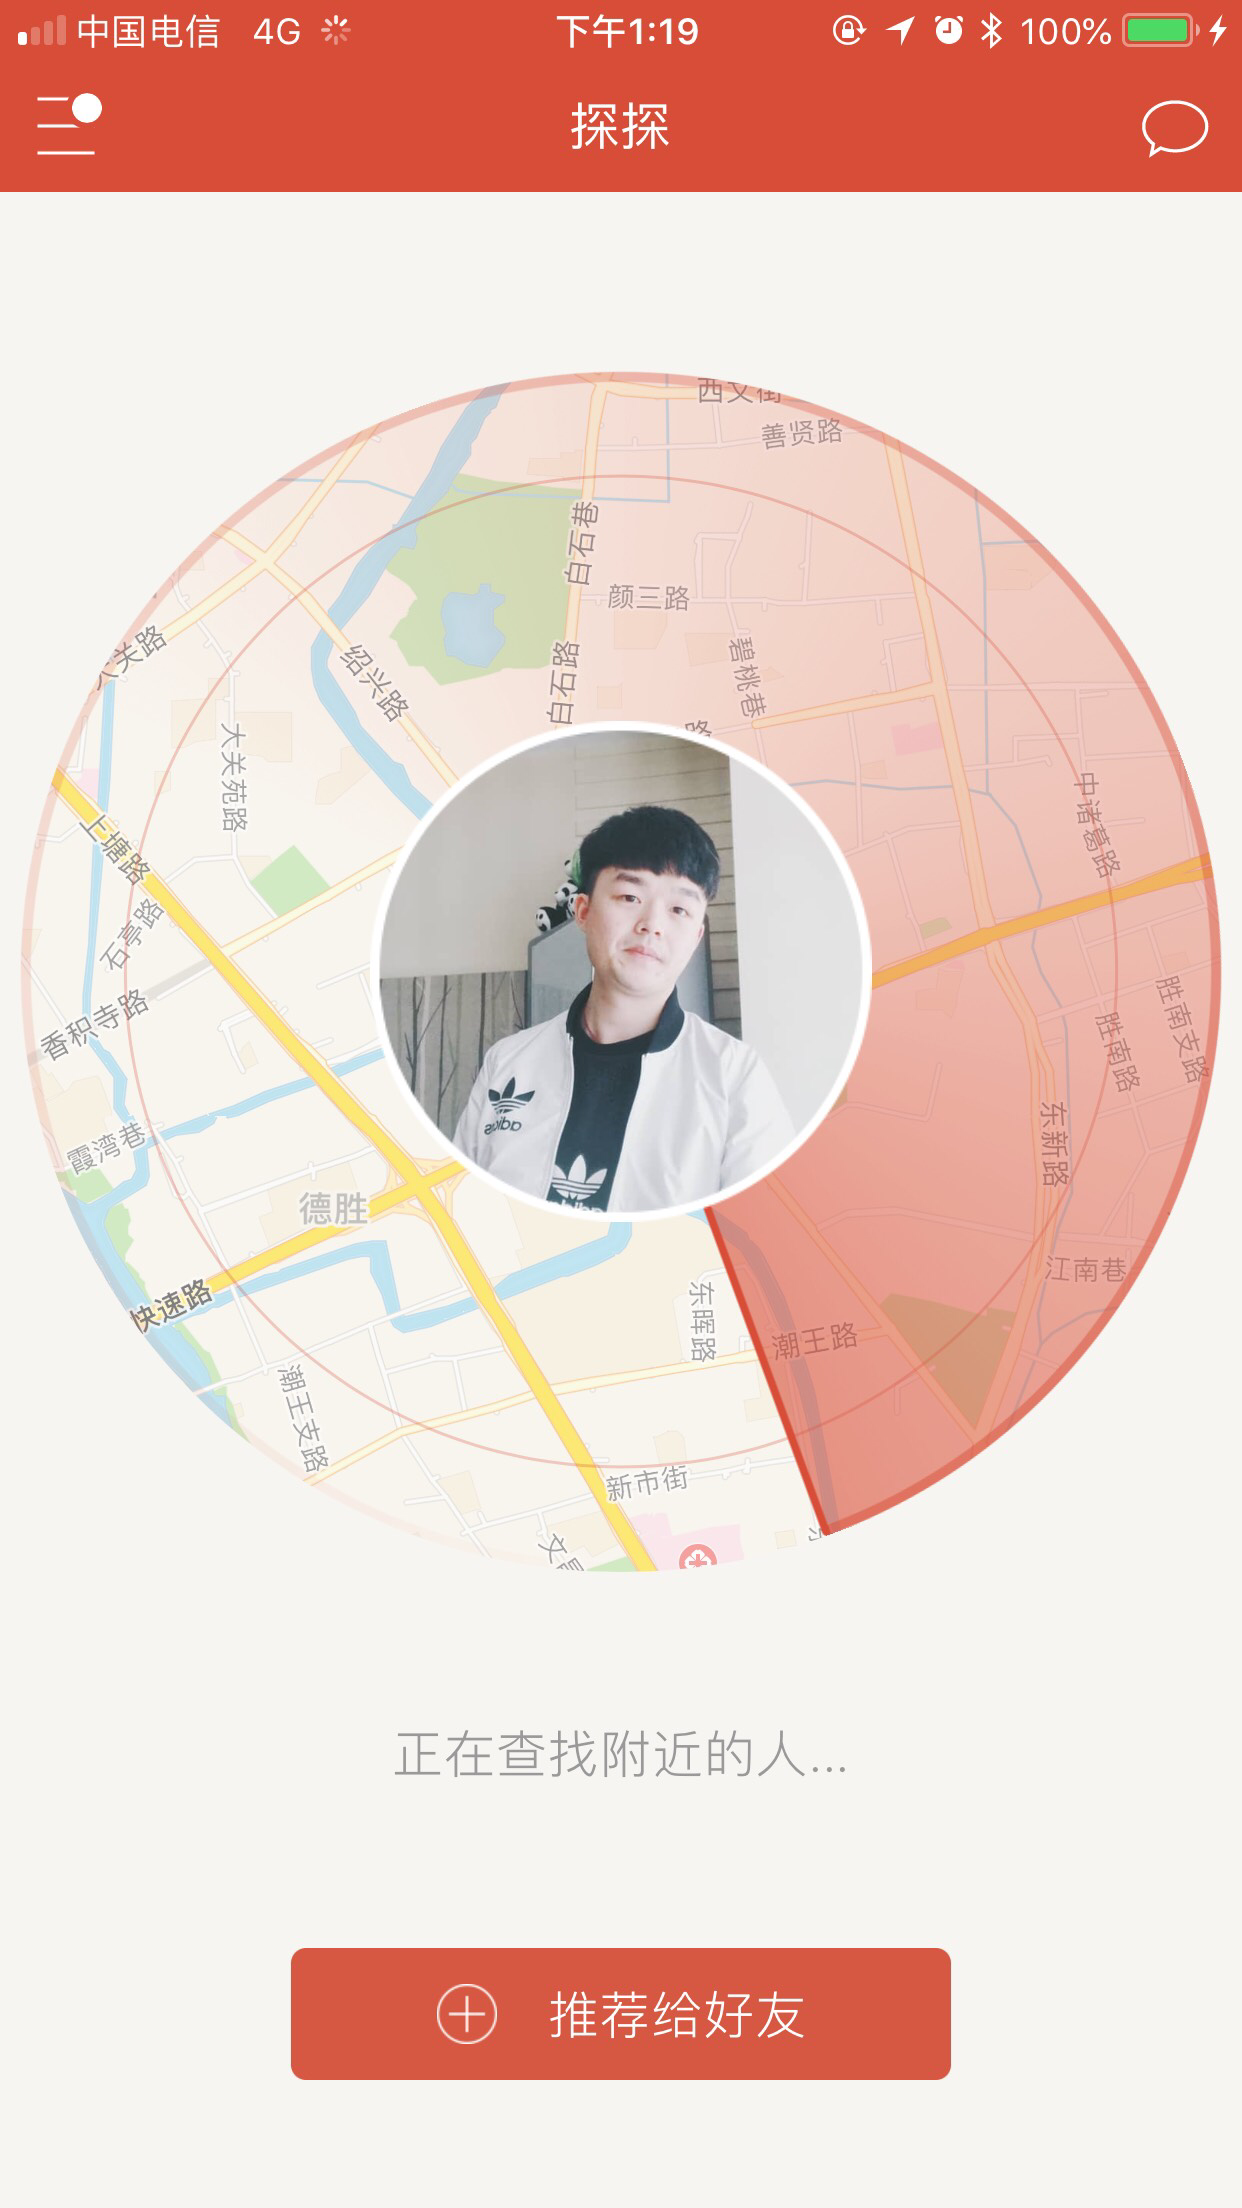 中国电信 4G 下午1:19 100%
探探
西文街
善贤路
白石巷
颜三路
关路
绍兴路
白石路
碧桃巷
路
大关苑路
中诸葛路
上塘路
石亭路
香积寺路
胜南支路
胜南路
东新路
霞湾巷
德胜
江南巷
快速路
东晖路
潮王路
潮王支路
新市街
adidas
正在查找附近的人...
推荐给好友